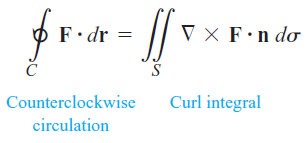 ∮ F · dr = ∬ ∇ × F · n dσ
C S
Counterclockwise Curl integral
circulation